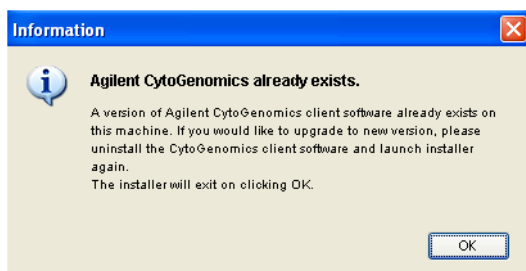 Information
Agilent CytoGenomics already exists.
A version of Agilent CytoGenomics client software already exists on
this machine. If you would like to upgrade to new version, please
uninstall the CytoGenomics client software and launch installer
again.
The installer will exit on clicking OK.
OK